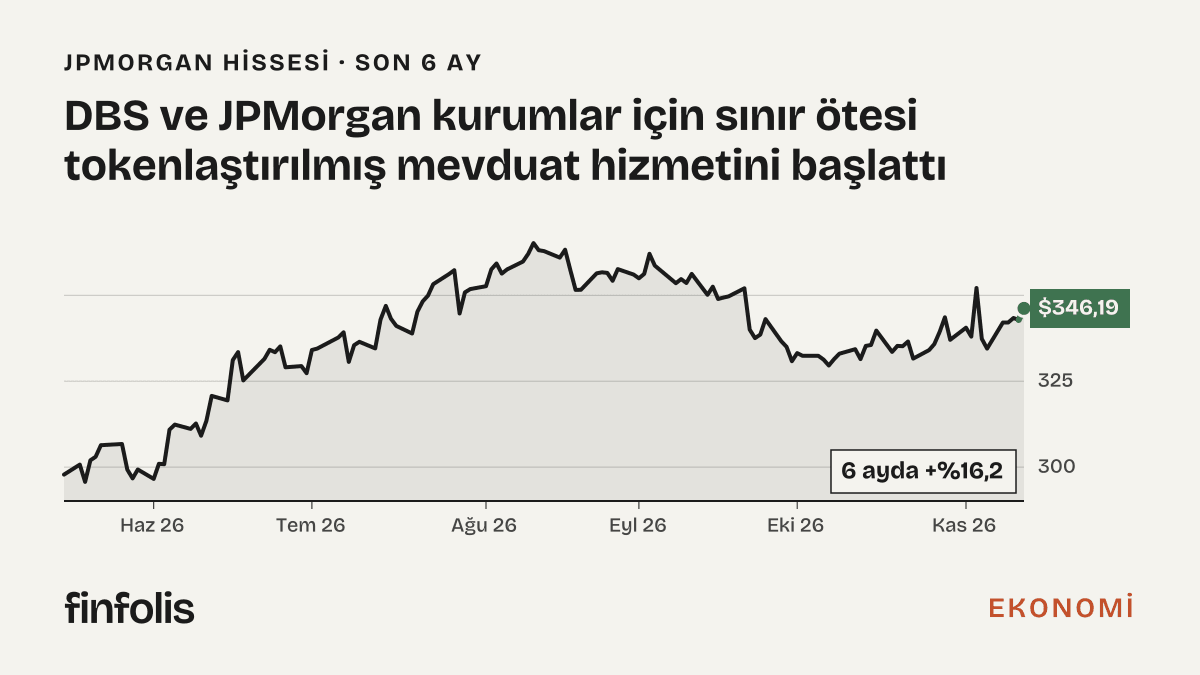 JPMORGAN HİSSESİ · SON 6 AY
DBS ve JPMorgan kurumlar için sınır ötesi
tokenlaştırılmış mevduat hizmetini başlattı
$346,19
325
300
6 ayda +%16,2
Haz 26 Tem 26 Ağu 26 Eyl 26 Eki 26 Kas 26
finfolis
EKONOMİ